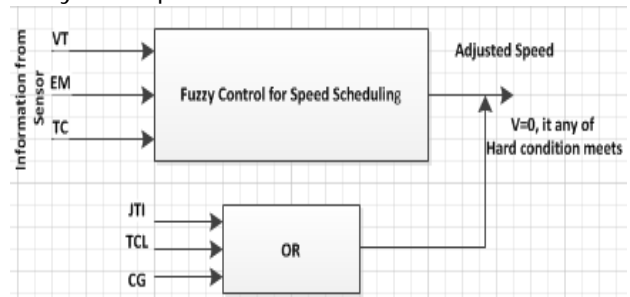 Information from
Sensor
VT
EM
TC
Fuzzy Control for Speed Scheduling
Adjusted Speed
V=0, it any of
Hard condition meets
JTI
TCL
CG
OR